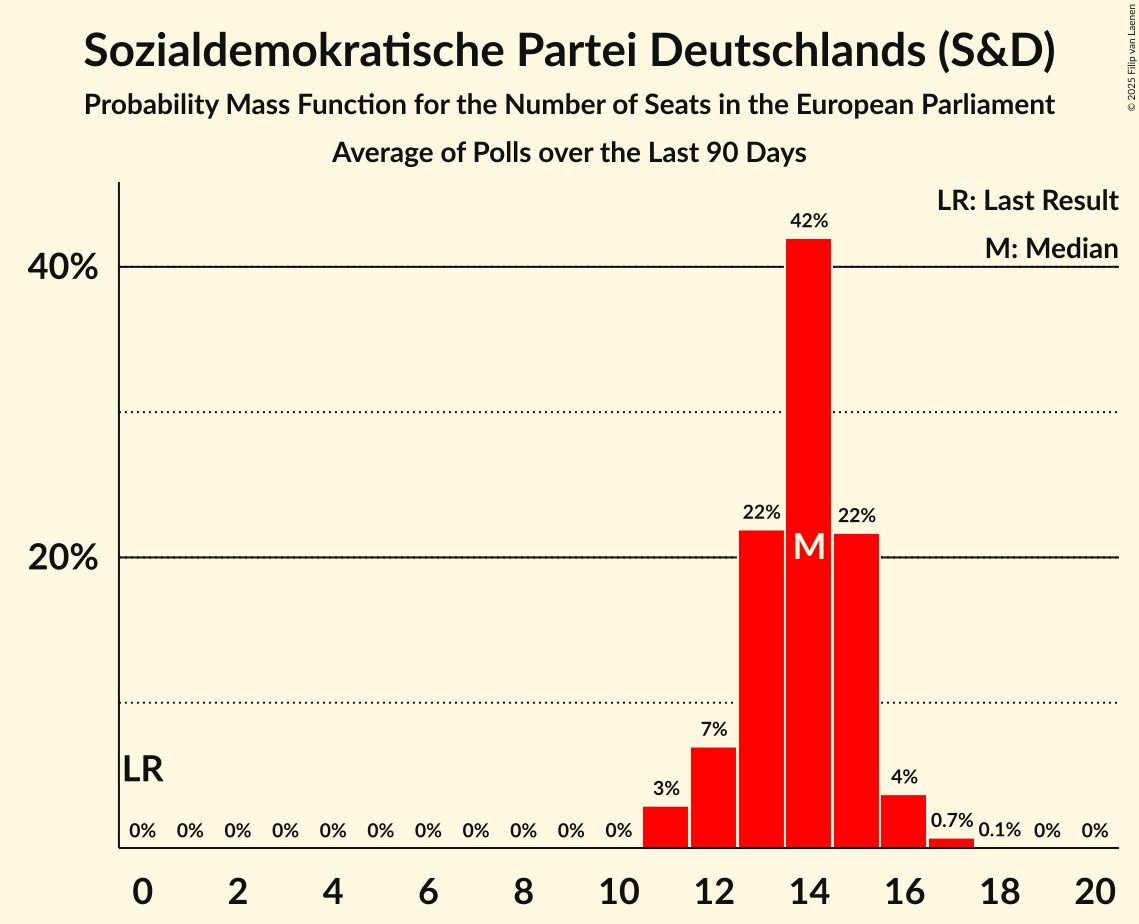 Sozialdemokratische Partei Deutschlands (S&D)
Probability Mass Function for the Number of Seats in the European Parliament
Average of Polls over the Last 90 Days
© 2025 Filip van Laenen
LR: Last Result
M: Median
40%
20%
42%
22%
22%
M
7%
3%
4%
0.7%
0.1%
LR
0% 0% 0% 0% 0% 0% 0% 0% 0% 0% 0%
0% 0%
0 2 4 6 8 10 12 14 16 18 20